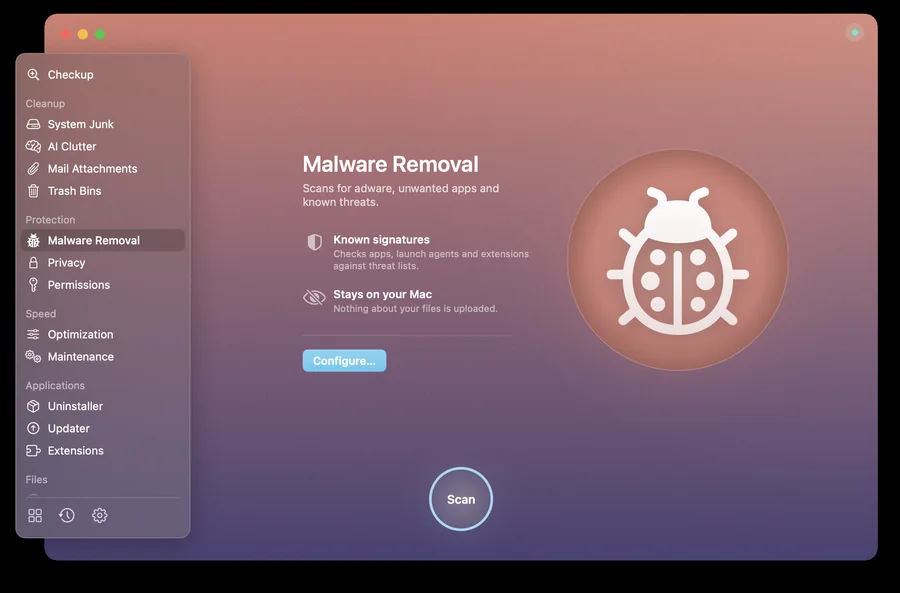 Checkup
Cleanup
System Junk
AI Clutter
Mail Attachments
Trash Bins
Protection
Malware Removal
Privacy
Permissions
Speed
Optimization
Maintenance
Applications
Uninstaller
Updater
Extensions
Files
Malware Removal
Scans for adware, unwanted apps and
known threats.
Known signatures
Checks apps, launch agents and extensions
against threat lists.
Stays on your Mac
Nothing about your files is uploaded.
Configure...
Scan